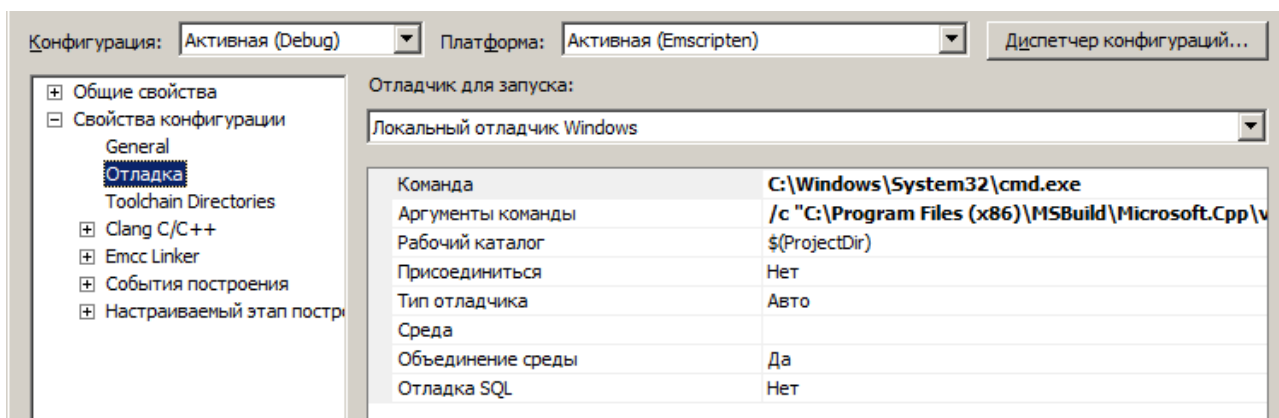 Конфигурация: Активная (Debug) Платформа: Активная (Emscripten) Диспетчер конфигураций...
Общие свойства
Свойства конфигурации
General
Отладка
Toolchain Directories
Clang C/C++
Emcc Linker
События построения
Настраиваемый этап постр
Отладчик для запуска:
Локальный отладчик Windows
Команда C:\Windows\System32\cmd.exe
Аргументы команды /c "C:\Program Files (x86)\MSBuild\Microsoft.Cpp\v
Рабочий каталог $(ProjectDir)
Присоединиться Нет
Тип отладчика Авто
Среда
Объединение среды Да
Отладка SQL Нет